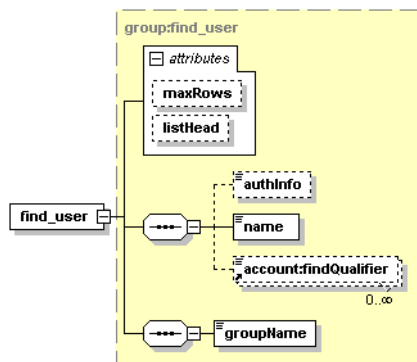 group:find_user
attributes
maxRows
listHead
authInfo
find_user
name
account:findQualifier
0..∞
groupName